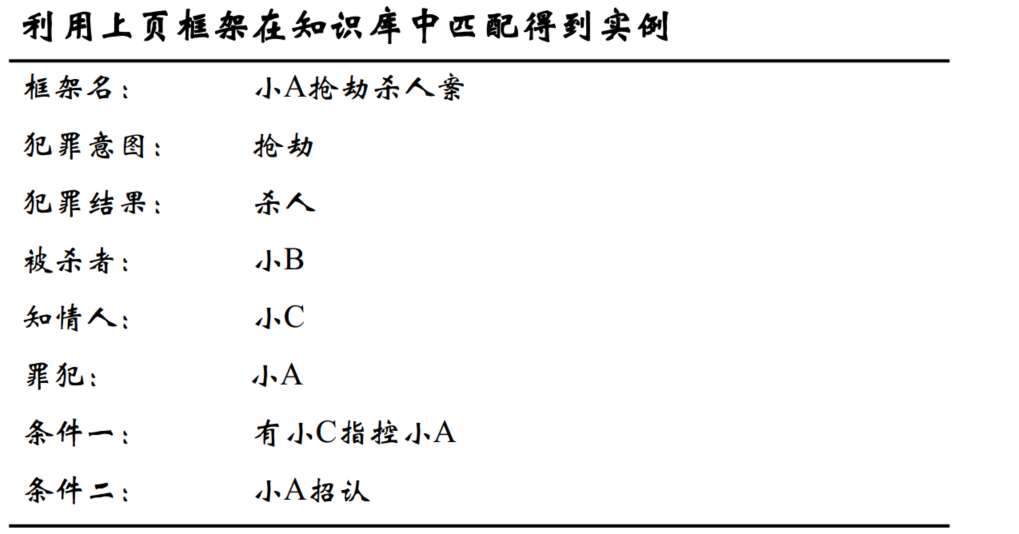 利用上页框架在知识库中匹配得到实例
框架名： 小A抢劫杀人案
犯罪意图： 抢劫
犯罪结果： 杀人
被杀者： 小B
知情人： 小C
罪犯： 小A
条件一： 有小C指控小A
条件二： 小A招认